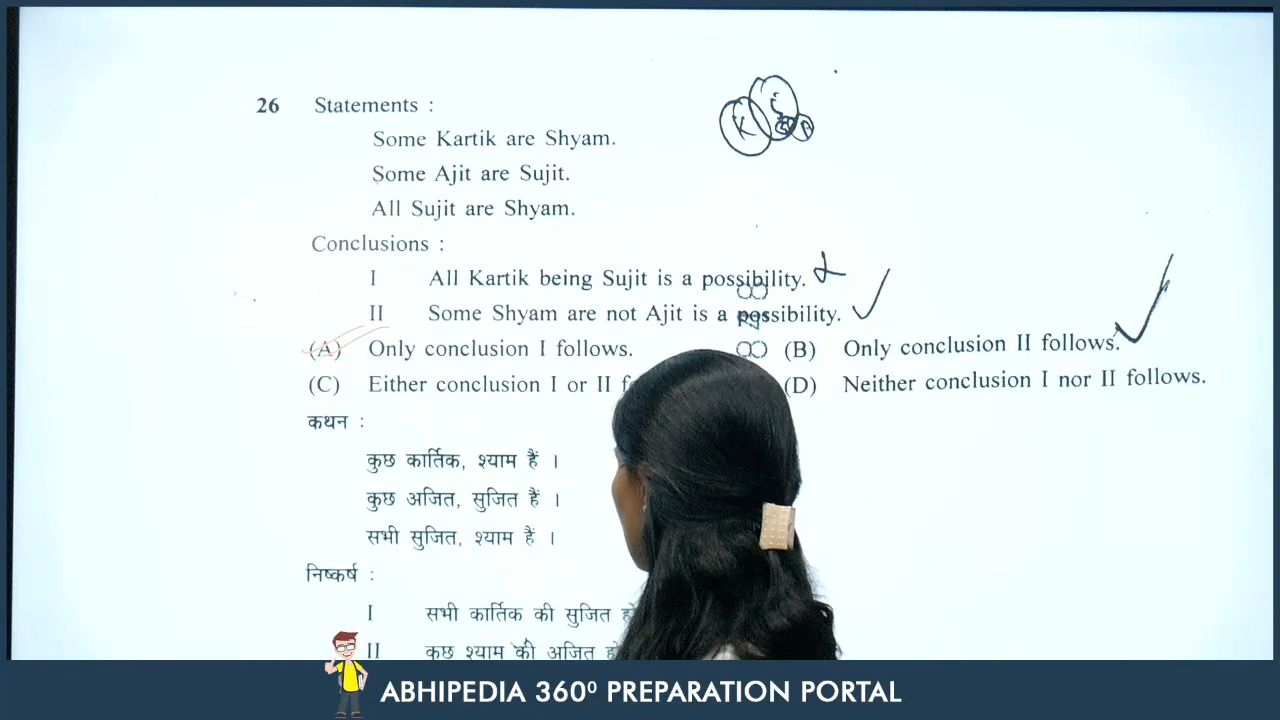 26 Statements :
Some Kartik are Shyam.
Some Ajit are Sujit.
All Sujit are Shyam.
Conclusions :
I All Kartik being Sujit is a possibility.
II Some Shyam are not Ajit is a possibility.
(A) Only conclusion I follows. (B) Only conclusion II follows.
(C) Either conclusion I or II (D) Neither conclusion I nor II follows.
कथन :
कुछ कार्तिक, श्याम हैं ।
कुछ अजित, सुजित हैं ।
सभी सुजित, श्याम हैं ।
निष्कर्ष :
I सभी कार्तिक की सुजित
II कुछ श्याम की अजित
K S A
ABHIPEDIA 360⁰ PREPARATION PORTAL